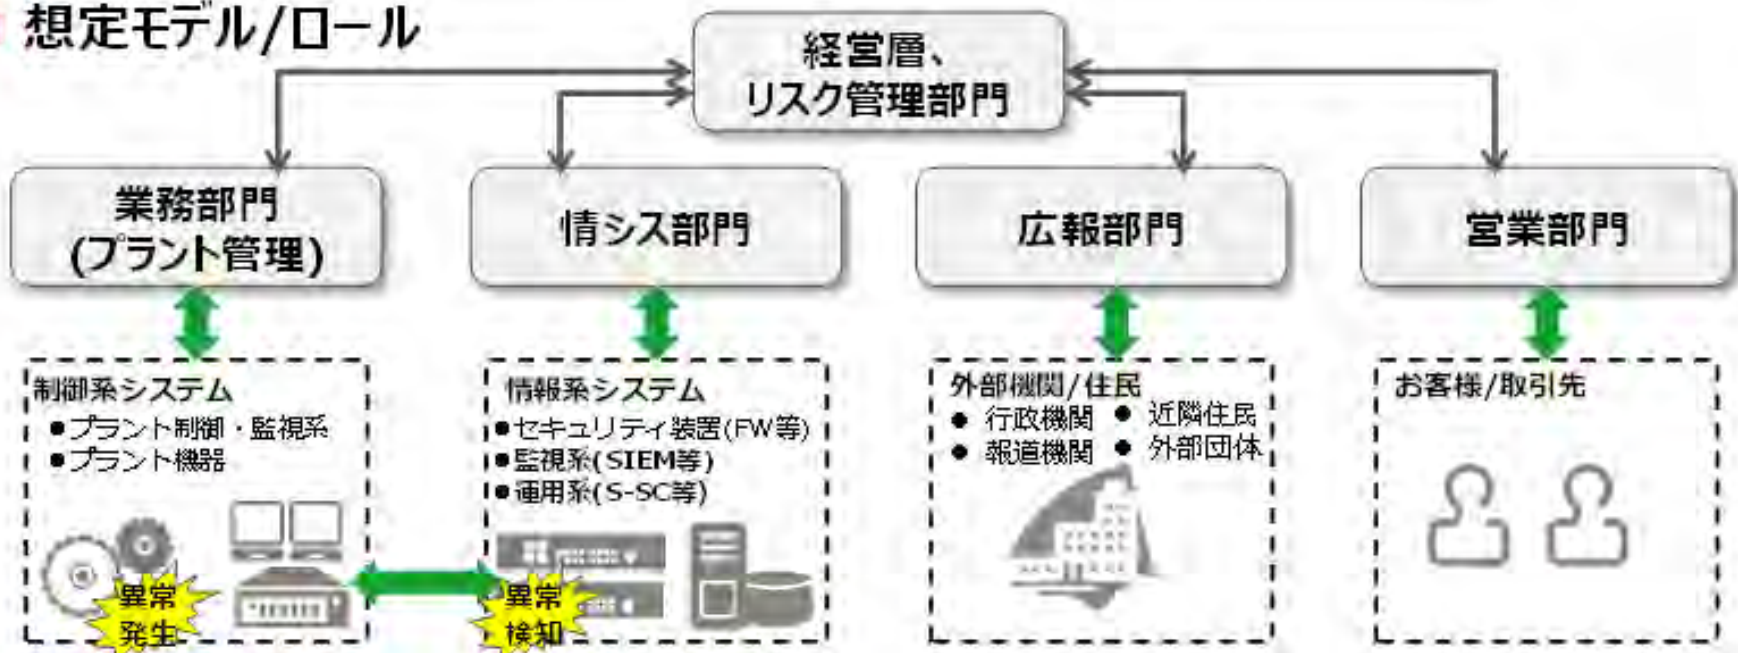 想定モデル/ロール
経営層、
リスク管理部門
業務部門
(プラント管理)
情シス部門
広報部門
営業部門
制御系システム
●プラント制御・監視系
●プラント機器
異常
発生
情報系システム
●セキュリティ装置(FW等)
●監視系(SIEM等)
●運用系(S-SC等)
異常
検知
外部機関/住民
● 行政機関 ● 近隣住民
● 報道機関 ● 外部団体
お客様/取引先